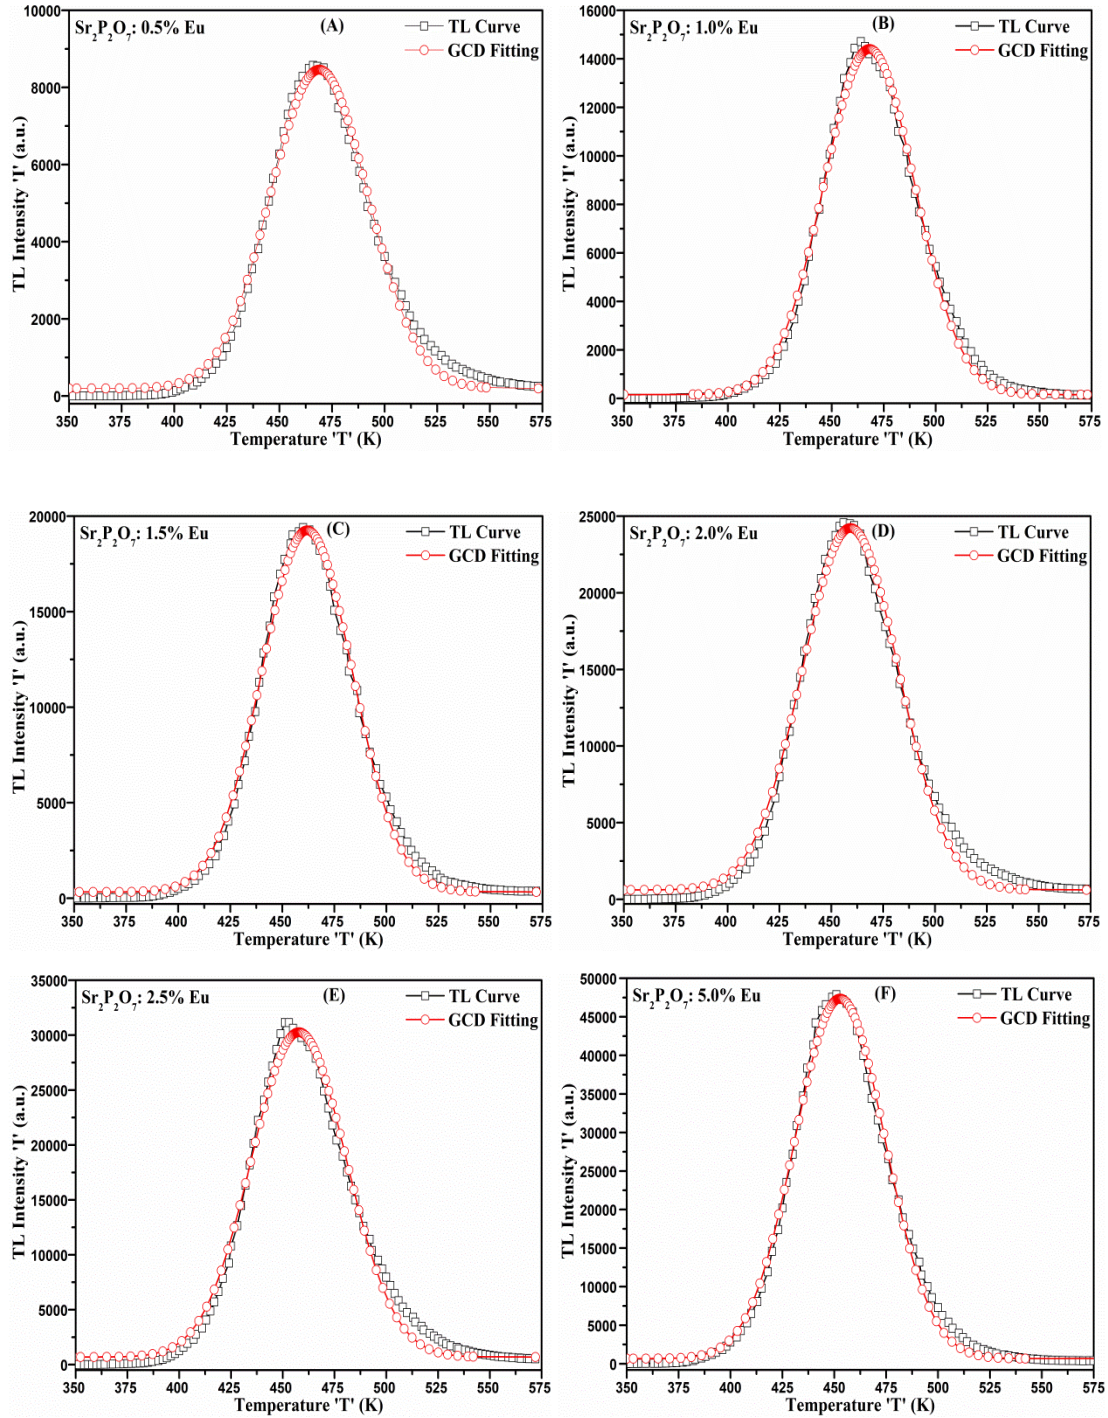 Sr₂P₂O₇: 0.5% Eu
(A)
TL Curve
GCD Fitting
TL Intensity 'I' (a.u.)
10000
8000
6000
4000
2000
0
350 375 400 425 450 475 500 525 550 575
Temperature 'T' (K)
Sr₂P₂O₇: 1.0% Eu
(B)
TL Curve
GCD Fitting
TL Intensity 'I' (a.u.)
16000
14000
12000
10000
8000
6000
4000
2000
0
350 375 400 425 450 475 500 525 550 575
Temperature 'T' (K)
Sr₂P₂O₇: 1.5% Eu
(C)
TL Curve
GCD Fitting
TL Intensity 'I' (a.u.)
20000
15000
10000
5000
0
350 375 400 425 450 475 500 525 550 575
Temperature 'T' (K)
Sr₂P₂O₇: 2.0% Eu
(D)
TL Curve
GCD Fitting
TL Intensity 'I' (a.u.)
25000
20000
15000
10000
5000
0
350 375 400 425 450 475 500 525 550 575
Temperature 'T' (K)
Sr₂P₂O₇: 2.5% Eu
(E)
TL Curve
GCD Fitting
TL Intensity 'I' (a.u.)
35000
30000
25000
20000
15000
10000
5000
0
350 375 400 425 450 475 500 525 550 575
Temperature 'T' (K)
Sr₂P₂O₇: 5.0% Eu
(F)
TL Curve
GCD Fitting
TL Intensity 'I' (a.u.)
50000
45000
40000
35000
30000
25000
20000
15000
10000
5000
0
350 375 400 425 450 475 500 525 550 575
Temperature 'T' (K)